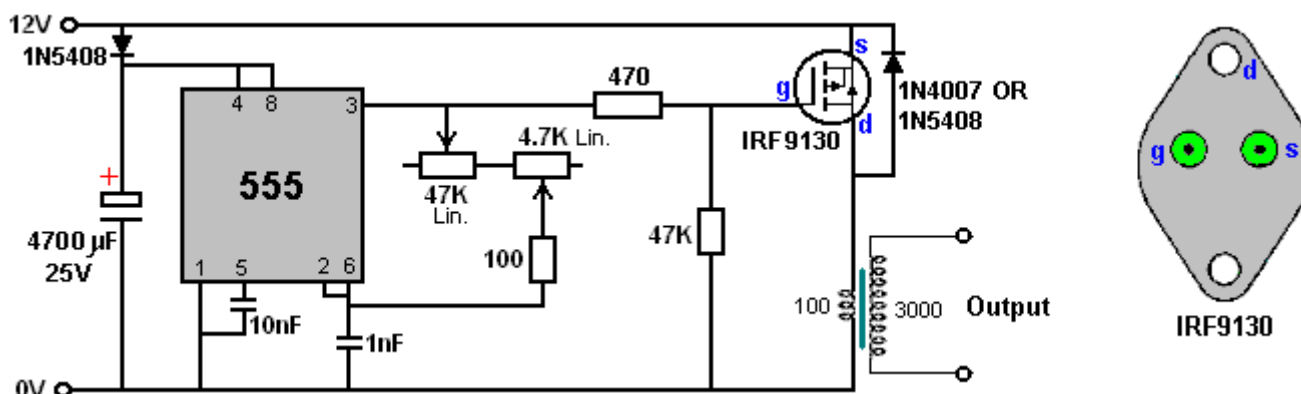 12V
1N5408
4 8 3
555
1 5 2 6
+
4700 µF
25V
10nF
1nF
47K
Lin.
4.7K Lin.
100
470
47K
g
s
d
IRF9130
1N4007 OR
1N5408
100
3000
Output
0V
d
g
s
IRF9130